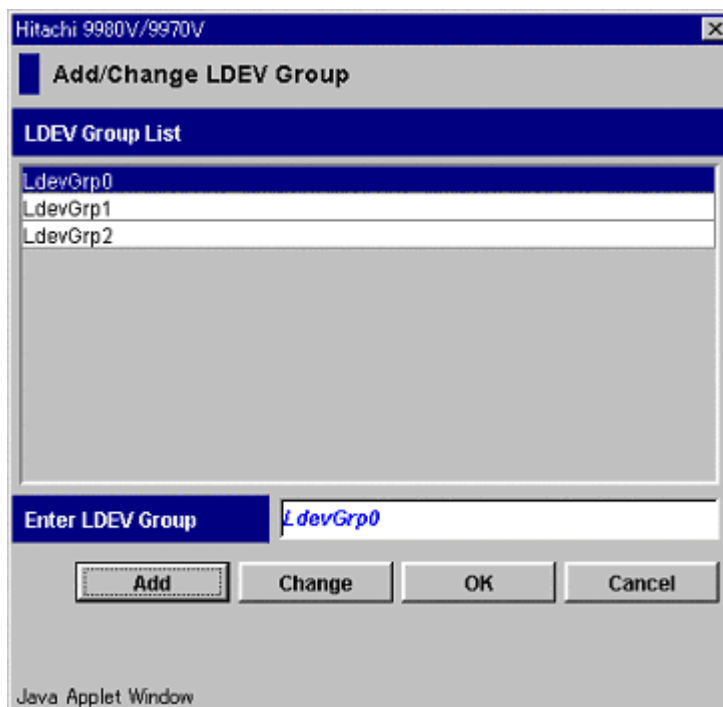 Hitachi 9980V/9970V
Add/Change LDEV Group
LDEV Group List
LdevGrp0
LdevGrp1
LdevGrp2
Enter LDEV Group LdevGrp0
Add Change OK Cancel
Java Applet Window